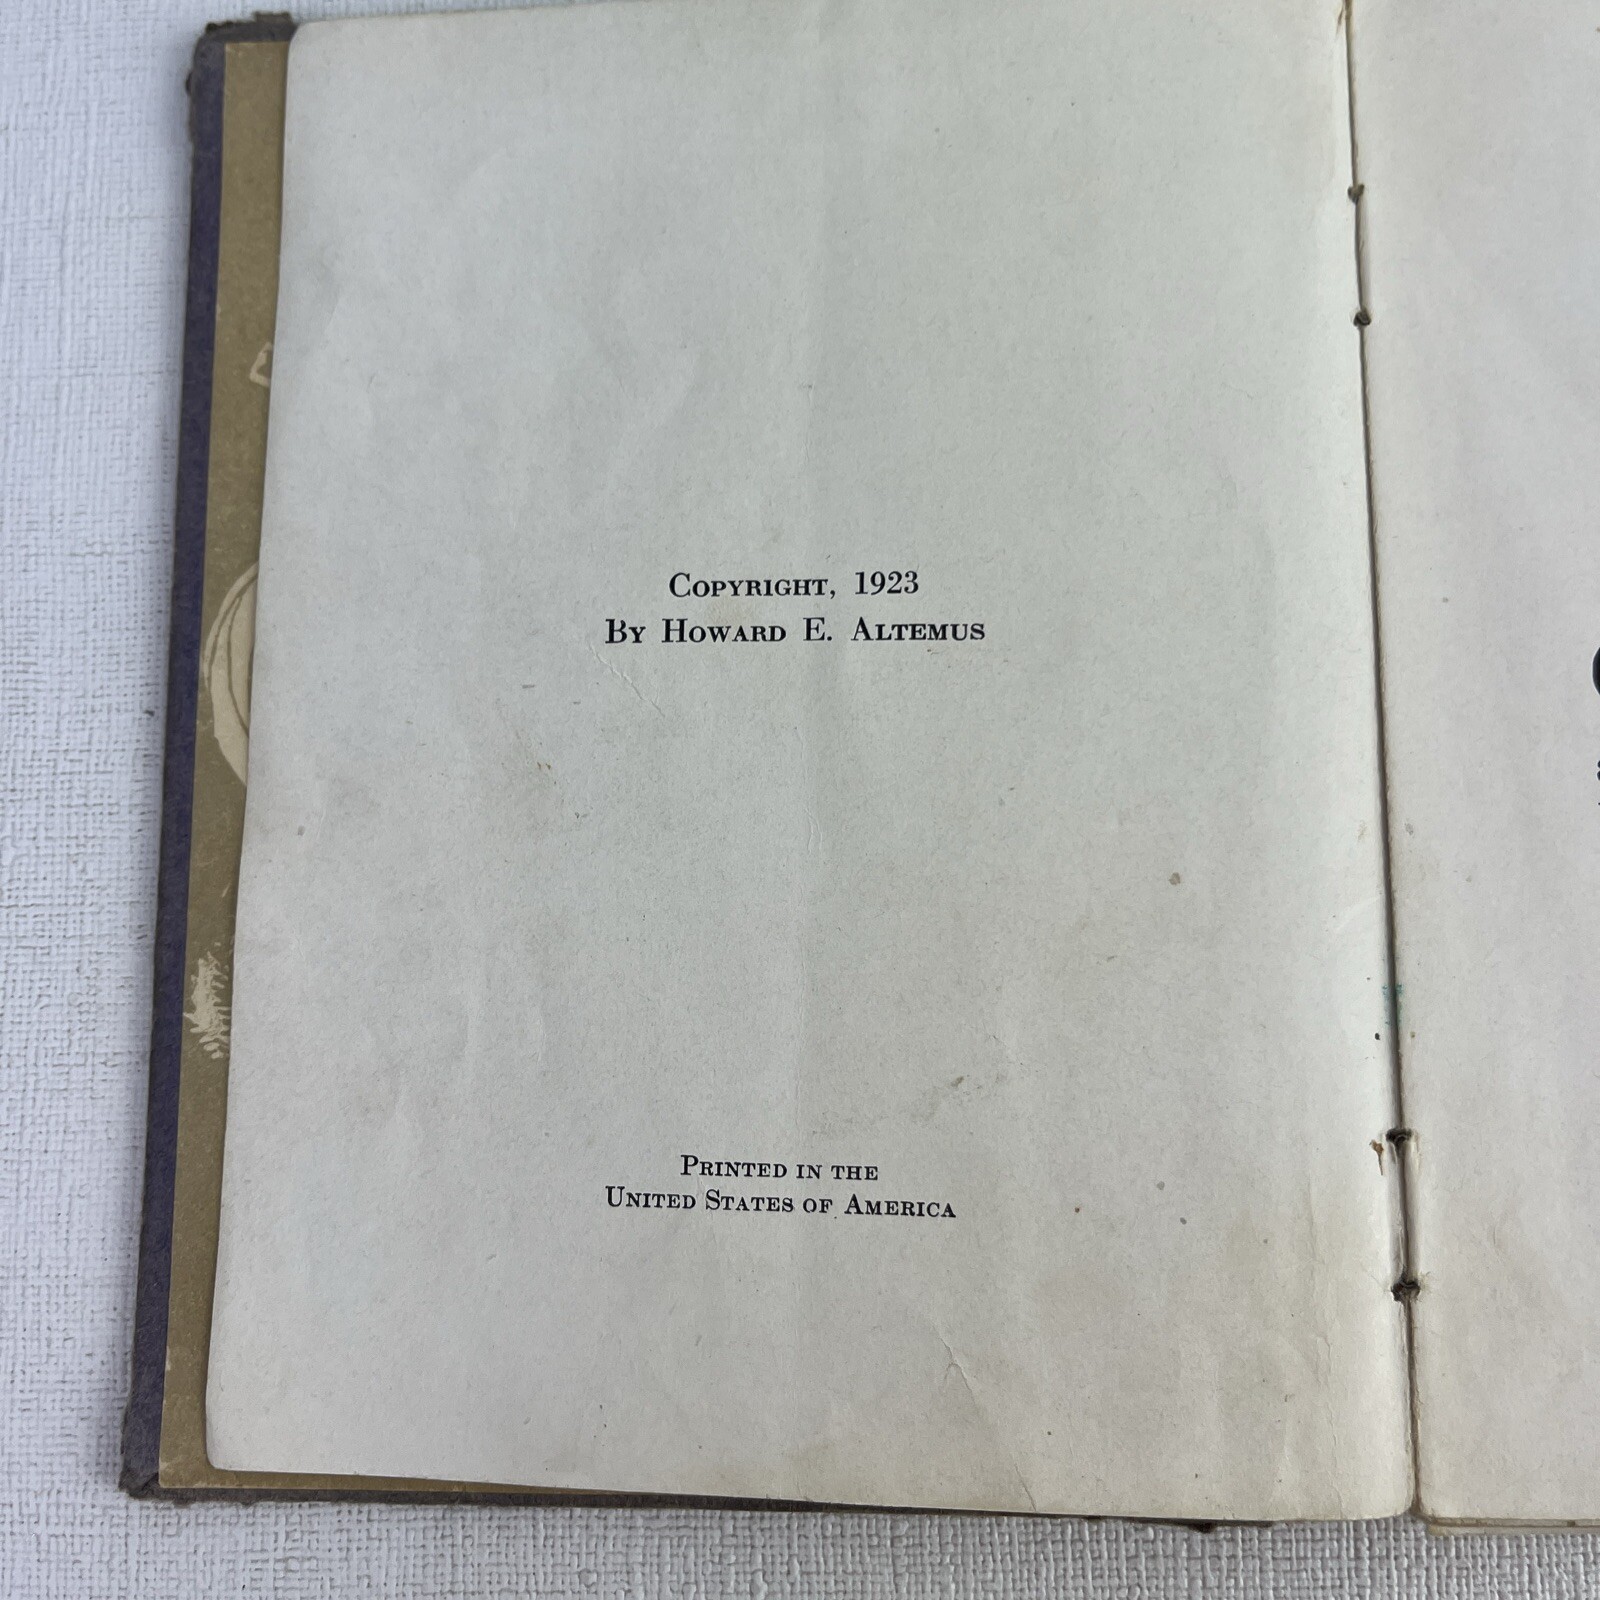 Copyright, 1923
By Howard E. Altemus
Printed in the
United States of America